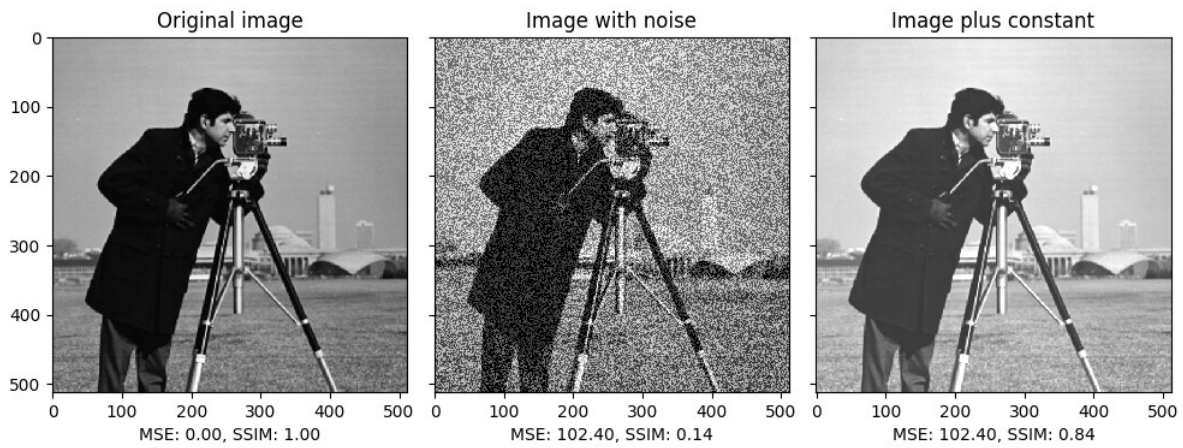 Original image
Image with noise
Image plus constant
0
100
200
300
400
500
0 100 200 300 400 500
0 100 200 300 400 500
0 100 200 300 400 500
MSE: 0.00, SSIM: 1.00
MSE: 102.40, SSIM: 0.14
MSE: 102.40, SSIM: 0.84